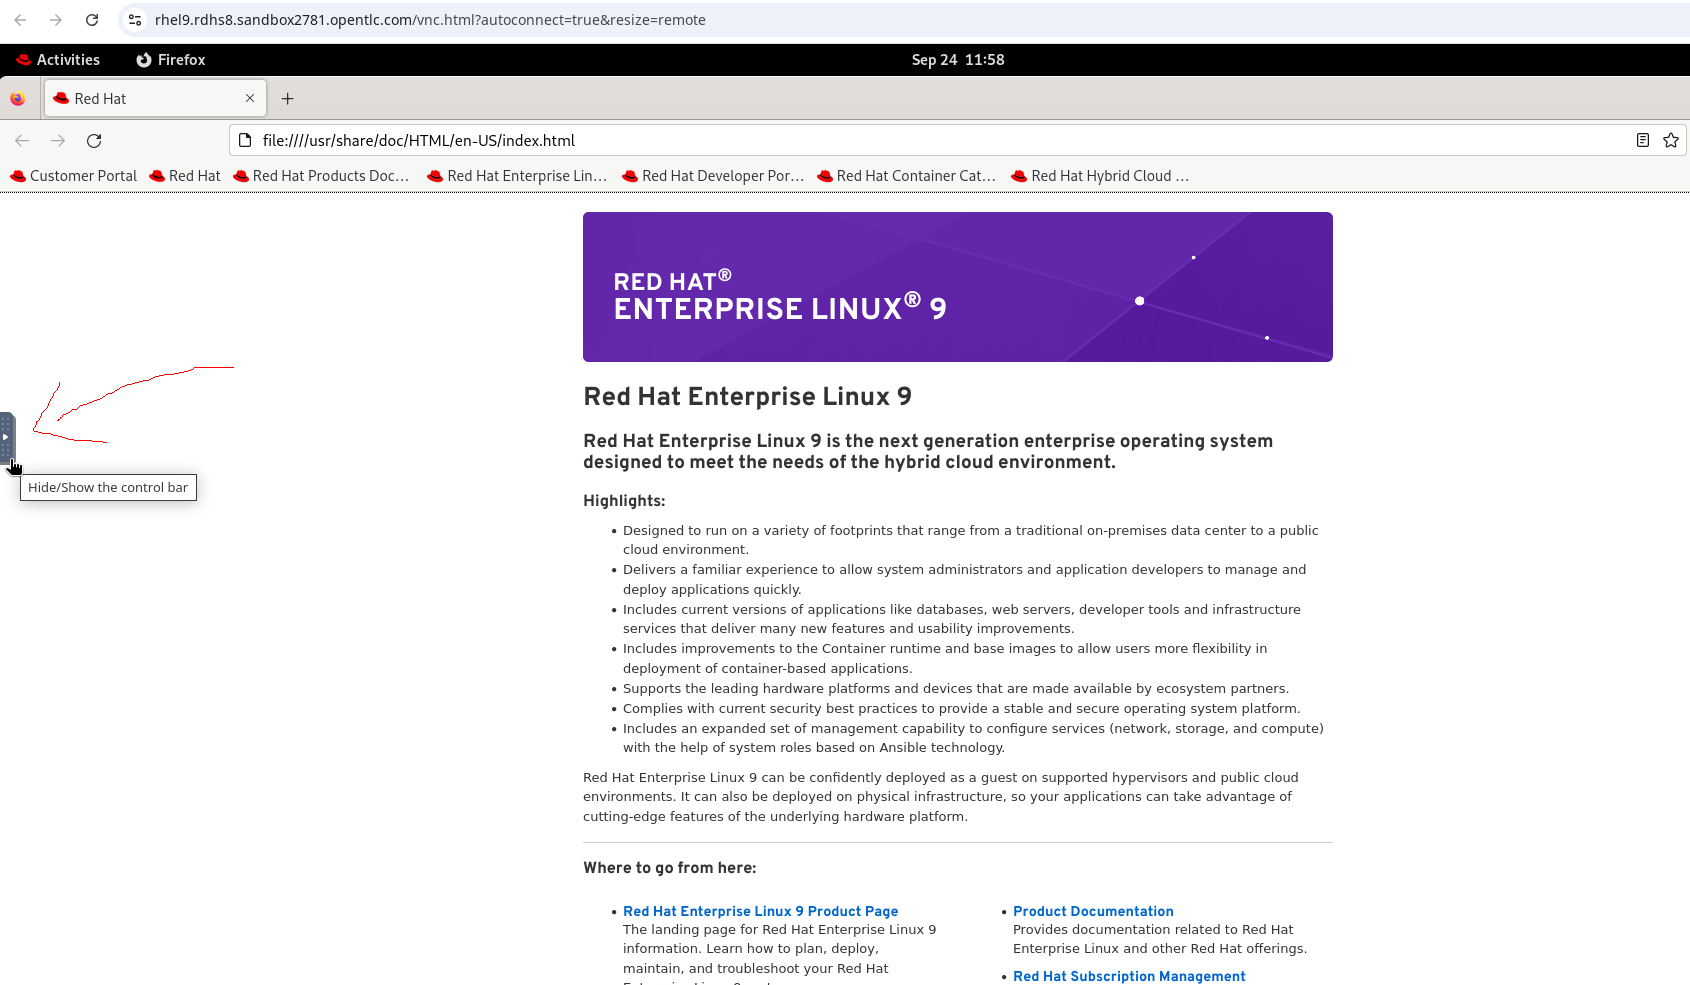 rhel9.rdhs8.sandbox2781.opentlc.com/vnc.html?autoconnect=true&resize=remote
Activities Firefox Sep 24 11:58
Red Hat
file:////usr/share/doc/HTML/en-US/index.html
Customer Portal Red Hat Red Hat Products Doc... Red Hat Enterprise Lin... Red Hat Developer Por... Red Hat Container Cat... Red Hat Hybrid Cloud ...
RED HAT®
ENTERPRISE LINUX® 9
Red Hat Enterprise Linux 9
Red Hat Enterprise Linux 9 is the next generation enterprise operating system
designed to meet the needs of the hybrid cloud environment.
Hide/Show the control bar
Highlights:
• Designed to run on a variety of footprints that range from a traditional on-premises data center to a public
cloud environment.
• Delivers a familiar experience to allow system administrators and application developers to manage and
deploy applications quickly.
• Includes current versions of applications like databases, web servers, developer tools and infrastructure
services that deliver many new features and usability improvements.
• Includes improvements to the Container runtime and base images to allow users more flexibility in
deployment of container-based applications.
• Supports the leading hardware platforms and devices that are made available by ecosystem partners.
• Complies with current security best practices to provide a stable and secure operating system platform.
• Includes an expanded set of management capability to configure services (network, storage, and compute)
with the help of system roles based on Ansible technology.
Red Hat Enterprise Linux 9 can be confidently deployed as a guest on supported hypervisors and public cloud
environments. It can also be deployed on physical infrastructure, so your applications can take advantage of
cutting-edge features of the underlying hardware platform.
Where to go from here:
• Red Hat Enterprise Linux 9 Product Page
The landing page for Red Hat Enterprise Linux 9
information. Learn how to plan, deploy,
maintain, and troubleshoot your Red Hat
• Product Documentation
Provides documentation related to Red Hat
Enterprise Linux and other Red Hat offerings.
• Red Hat Subscription Management